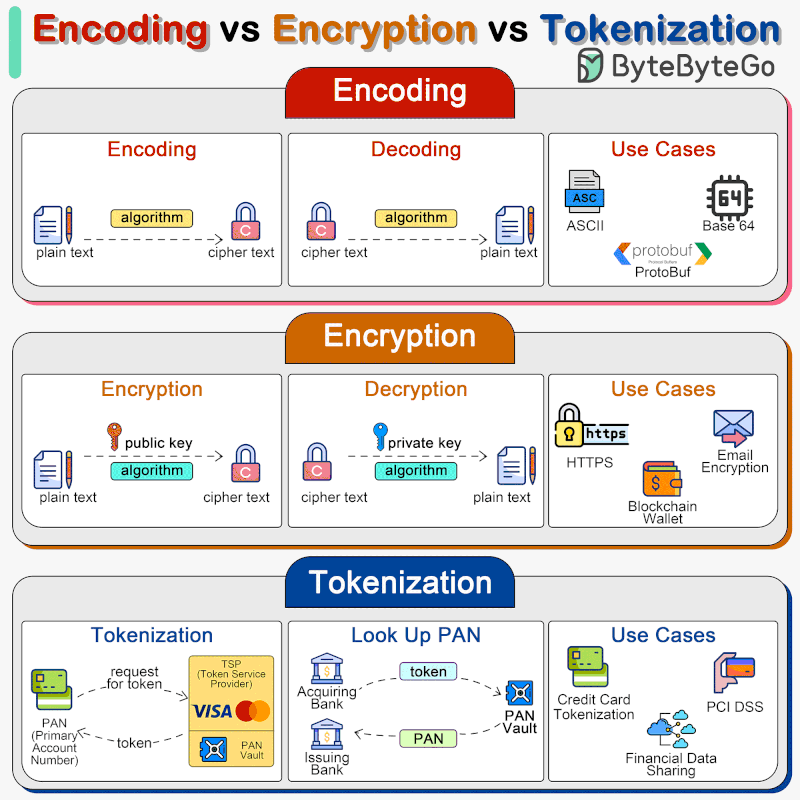 Encoding vs Encryption vs Tokenization
ByteByteGo
Encoding
Encoding
algorithm
C
plain text
cipher text
Decoding
algorithm
C
cipher text
plain text
Use Cases
ASC
ASCII
64
Base 64
protobuf
Protocol Buffers
ProtoBuf
Encryption
Encryption
public key
algorithm
C
plain text
cipher text
Decryption
private key
algorithm
C
cipher text
plain text
Use Cases
https
HTTPS
Email
Encryption
$
Blockchain
Wallet
Tokenization
Tokenization
request
for token
TSP
(Token Service
Provider)
VISA
PAN
(Primary
Account
Number)
token
PAN
Vault
Look Up PAN
Acquiring
Bank
token
PAN
Vault
PAN
Issuing
Bank
Use Cases
Credit Card
Tokenization
PCI DSS
Financial Data
Sharing